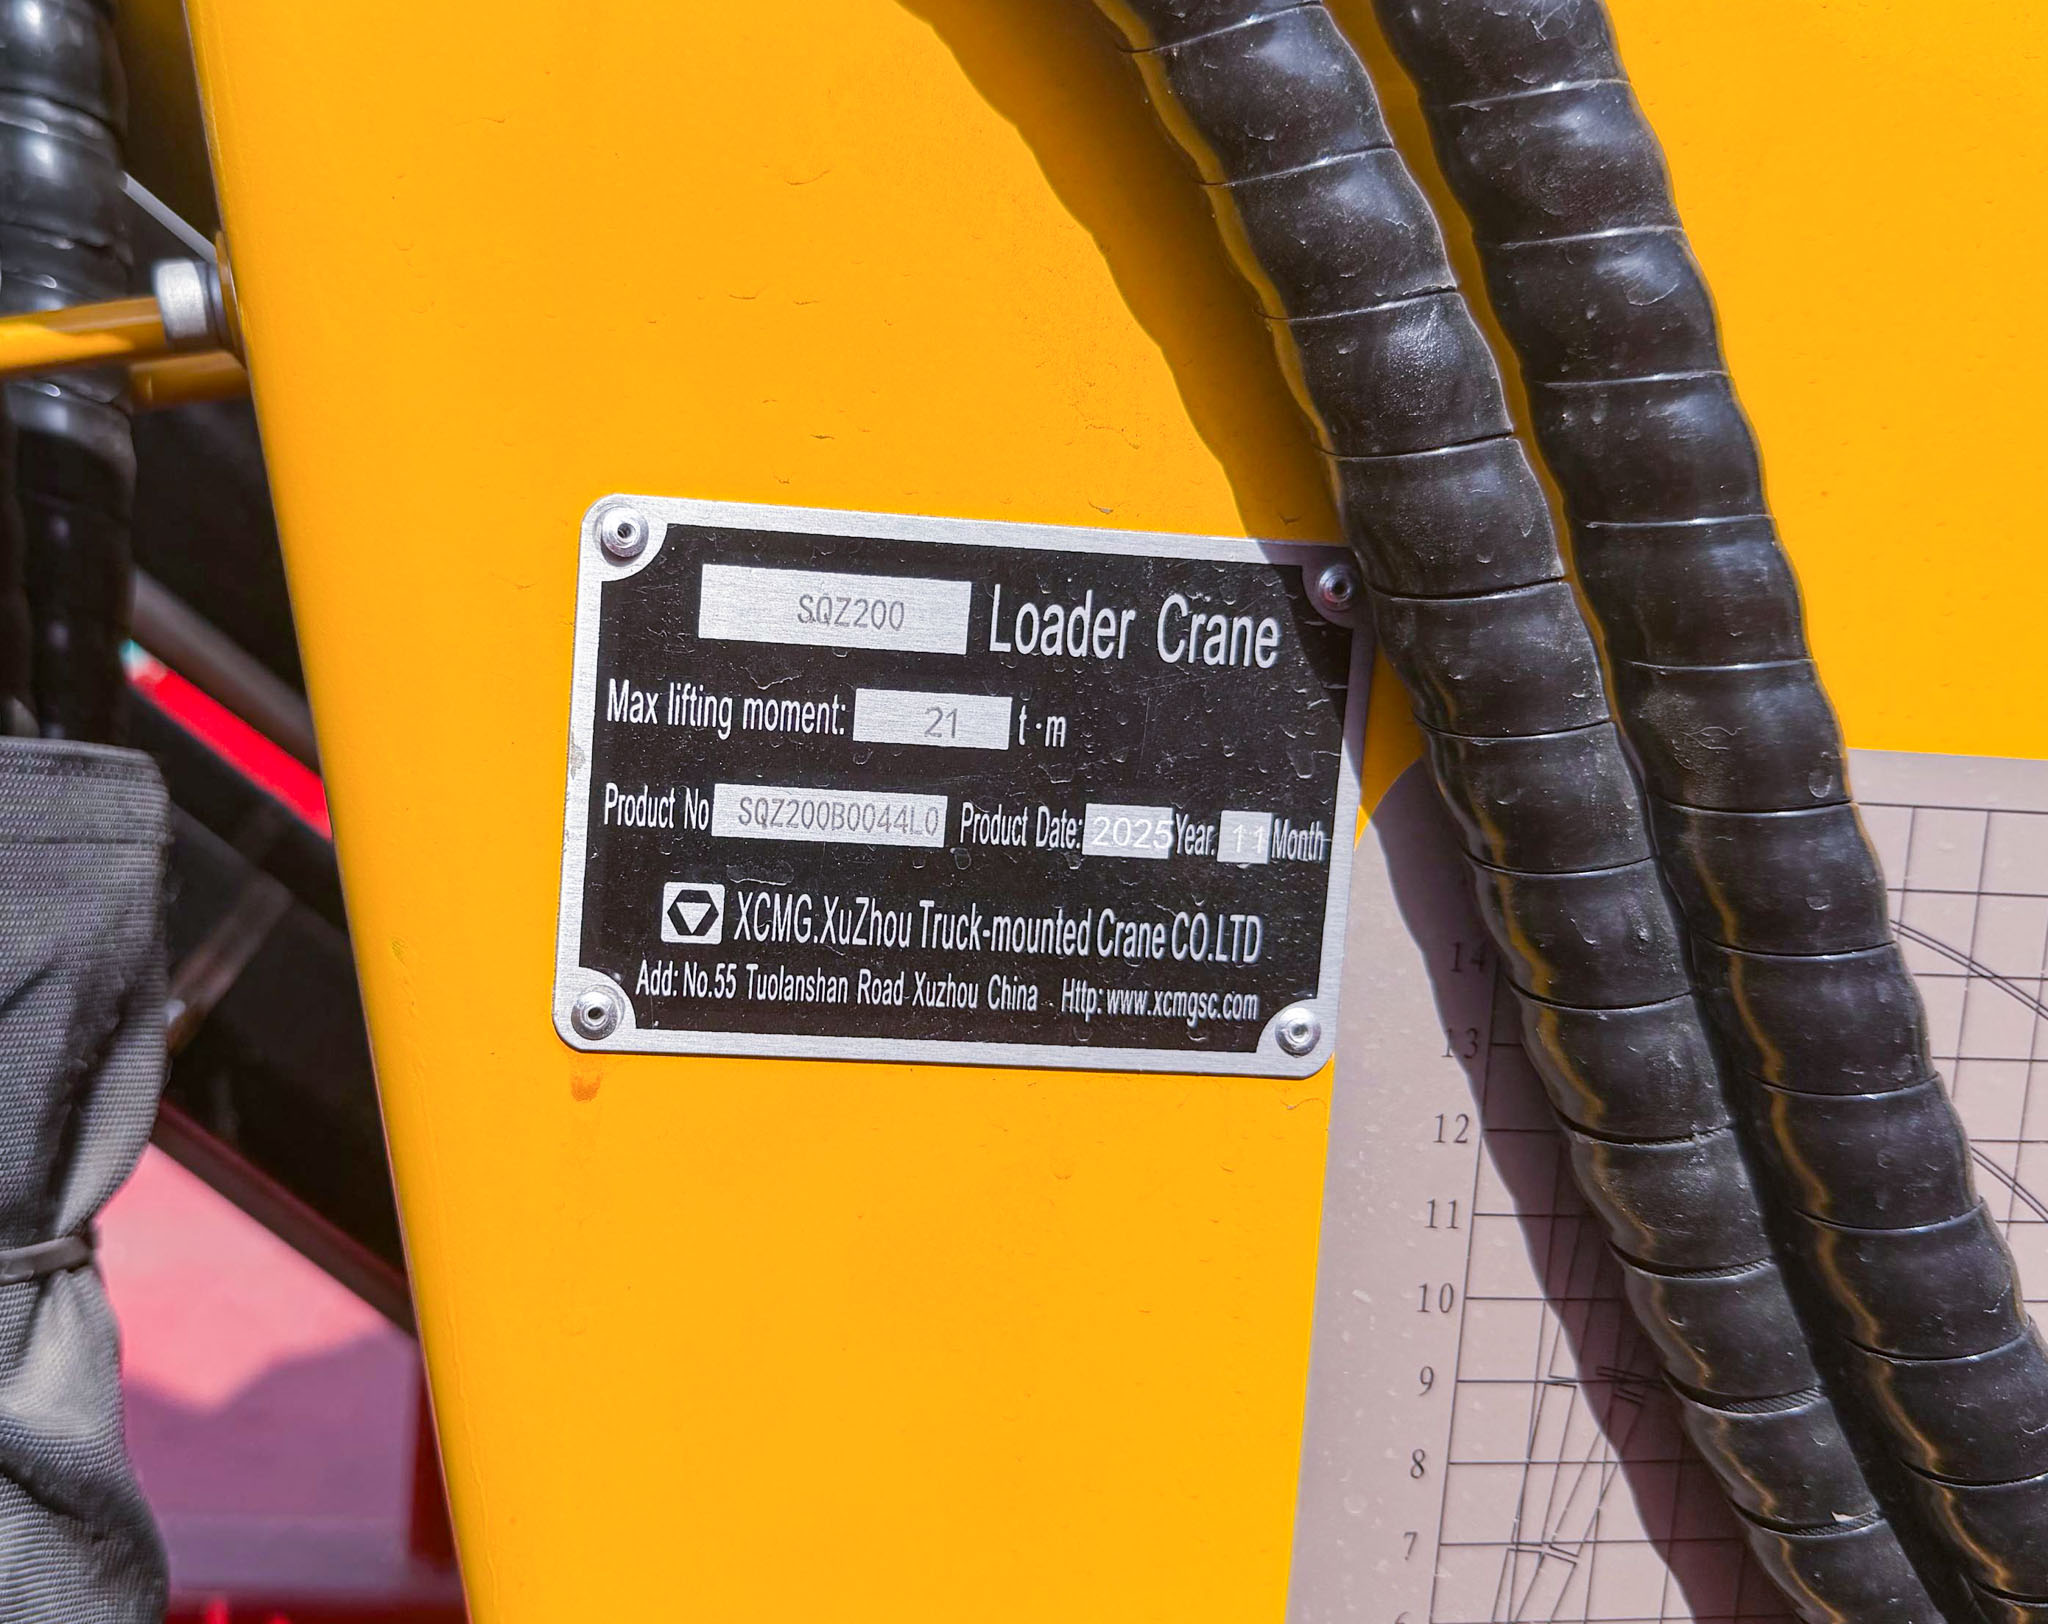 SQZ200 Loader Crane
Max lifting moment: 21 t·m
Product No SQZ200B0044L0 Product Date: 2025 Year. 11 Month
XCMG.XuZhou Truck-mounted Crane CO.LTD
Add: No.55 Tuolanshan Road Xuzhou China Http: www.xcmgsc.com
14
13
12
11
10
9
8
7